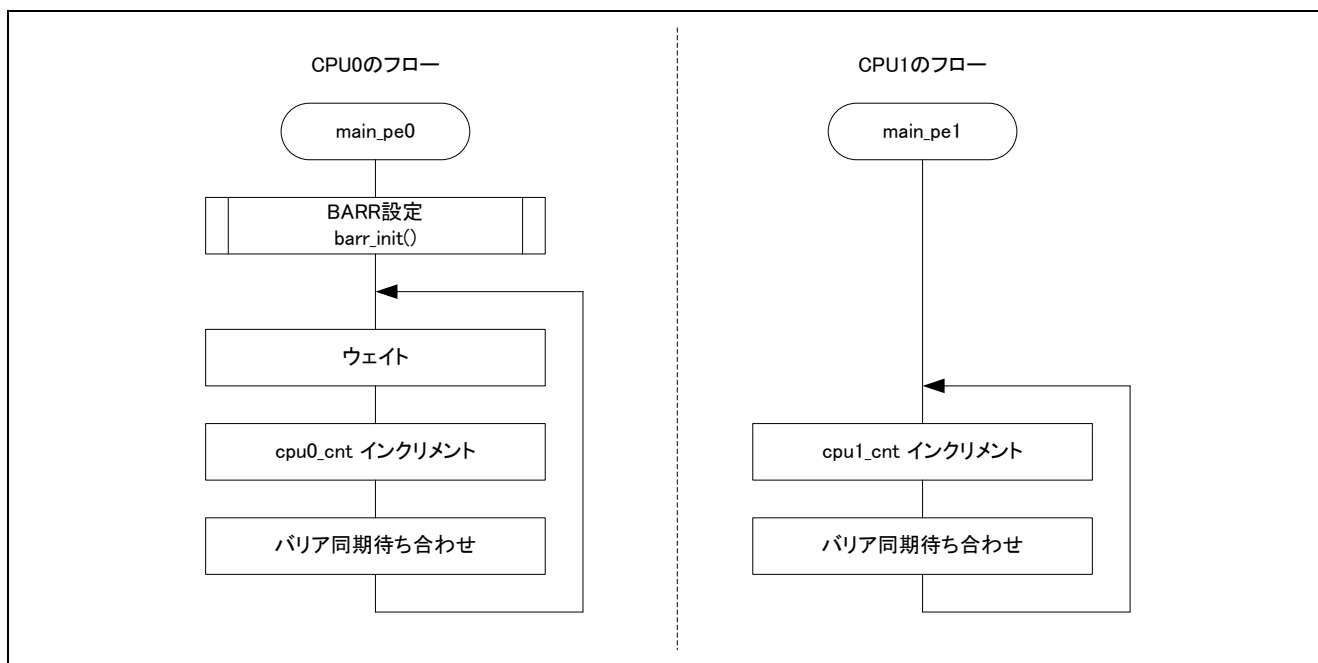 CPU0のフロー
main_pe0
BARR設定
barr_init()
ウェイト
cpu0_cnt インクリメント
バリア同期待ち合わせ
CPU1のフロー
main_pe1
cpu1_cnt インクリメント
バリア同期待ち合わせ